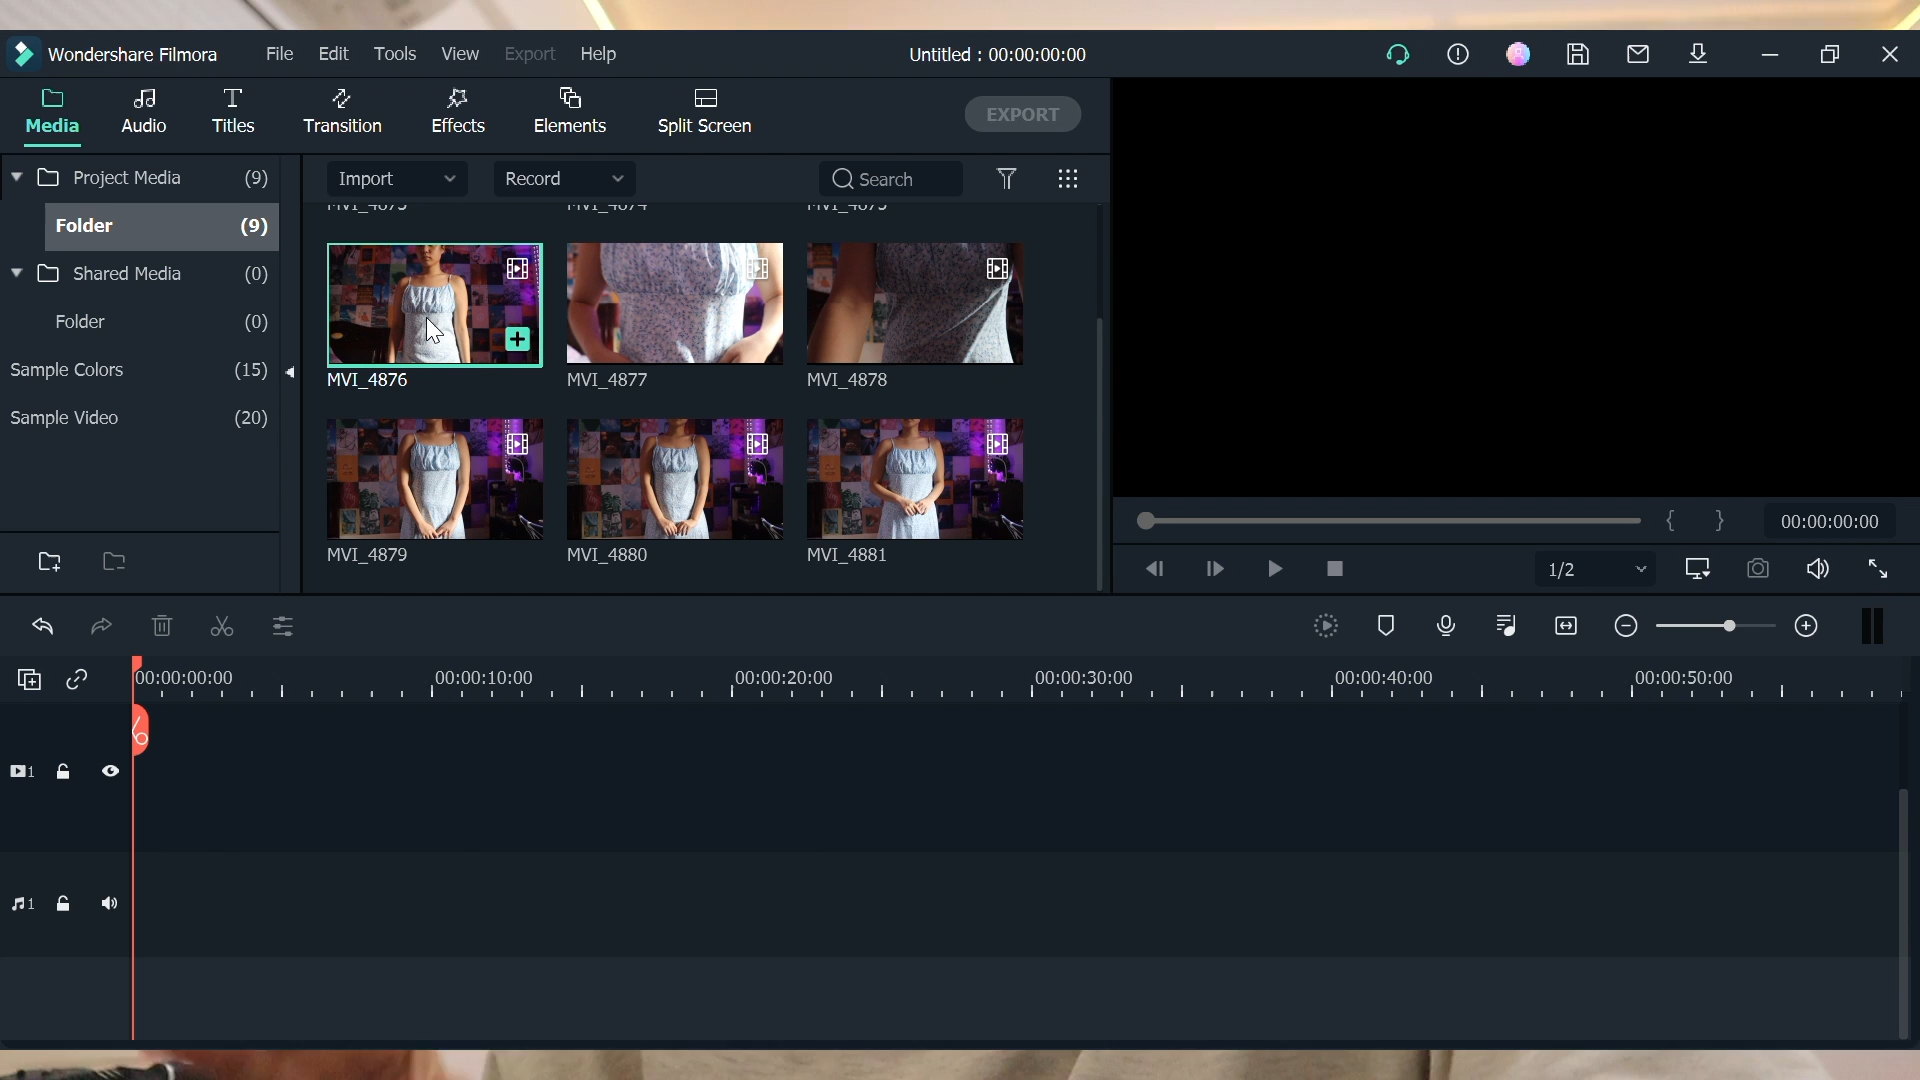 Wondershare Filmora File Edit Tools View Export Help Untitled : 00:00:00:00
Media Audio Titles Transition Effects Elements Split Screen EXPORT
Project Media (9)
Folder (9)
Shared Media (0)
Folder (0)
Sample Colors (15)
Sample Video (20)
Import Record Search
MVI_4876 MVI_4877 MVI_4878
MVI_4879 MVI_4880 MVI_4881
00:00:00:00
1/2
00:00:00:00 00:00:10:00 00:00:20:00 00:00:30:00 00:00:40:00 00:00:50:00
1
1